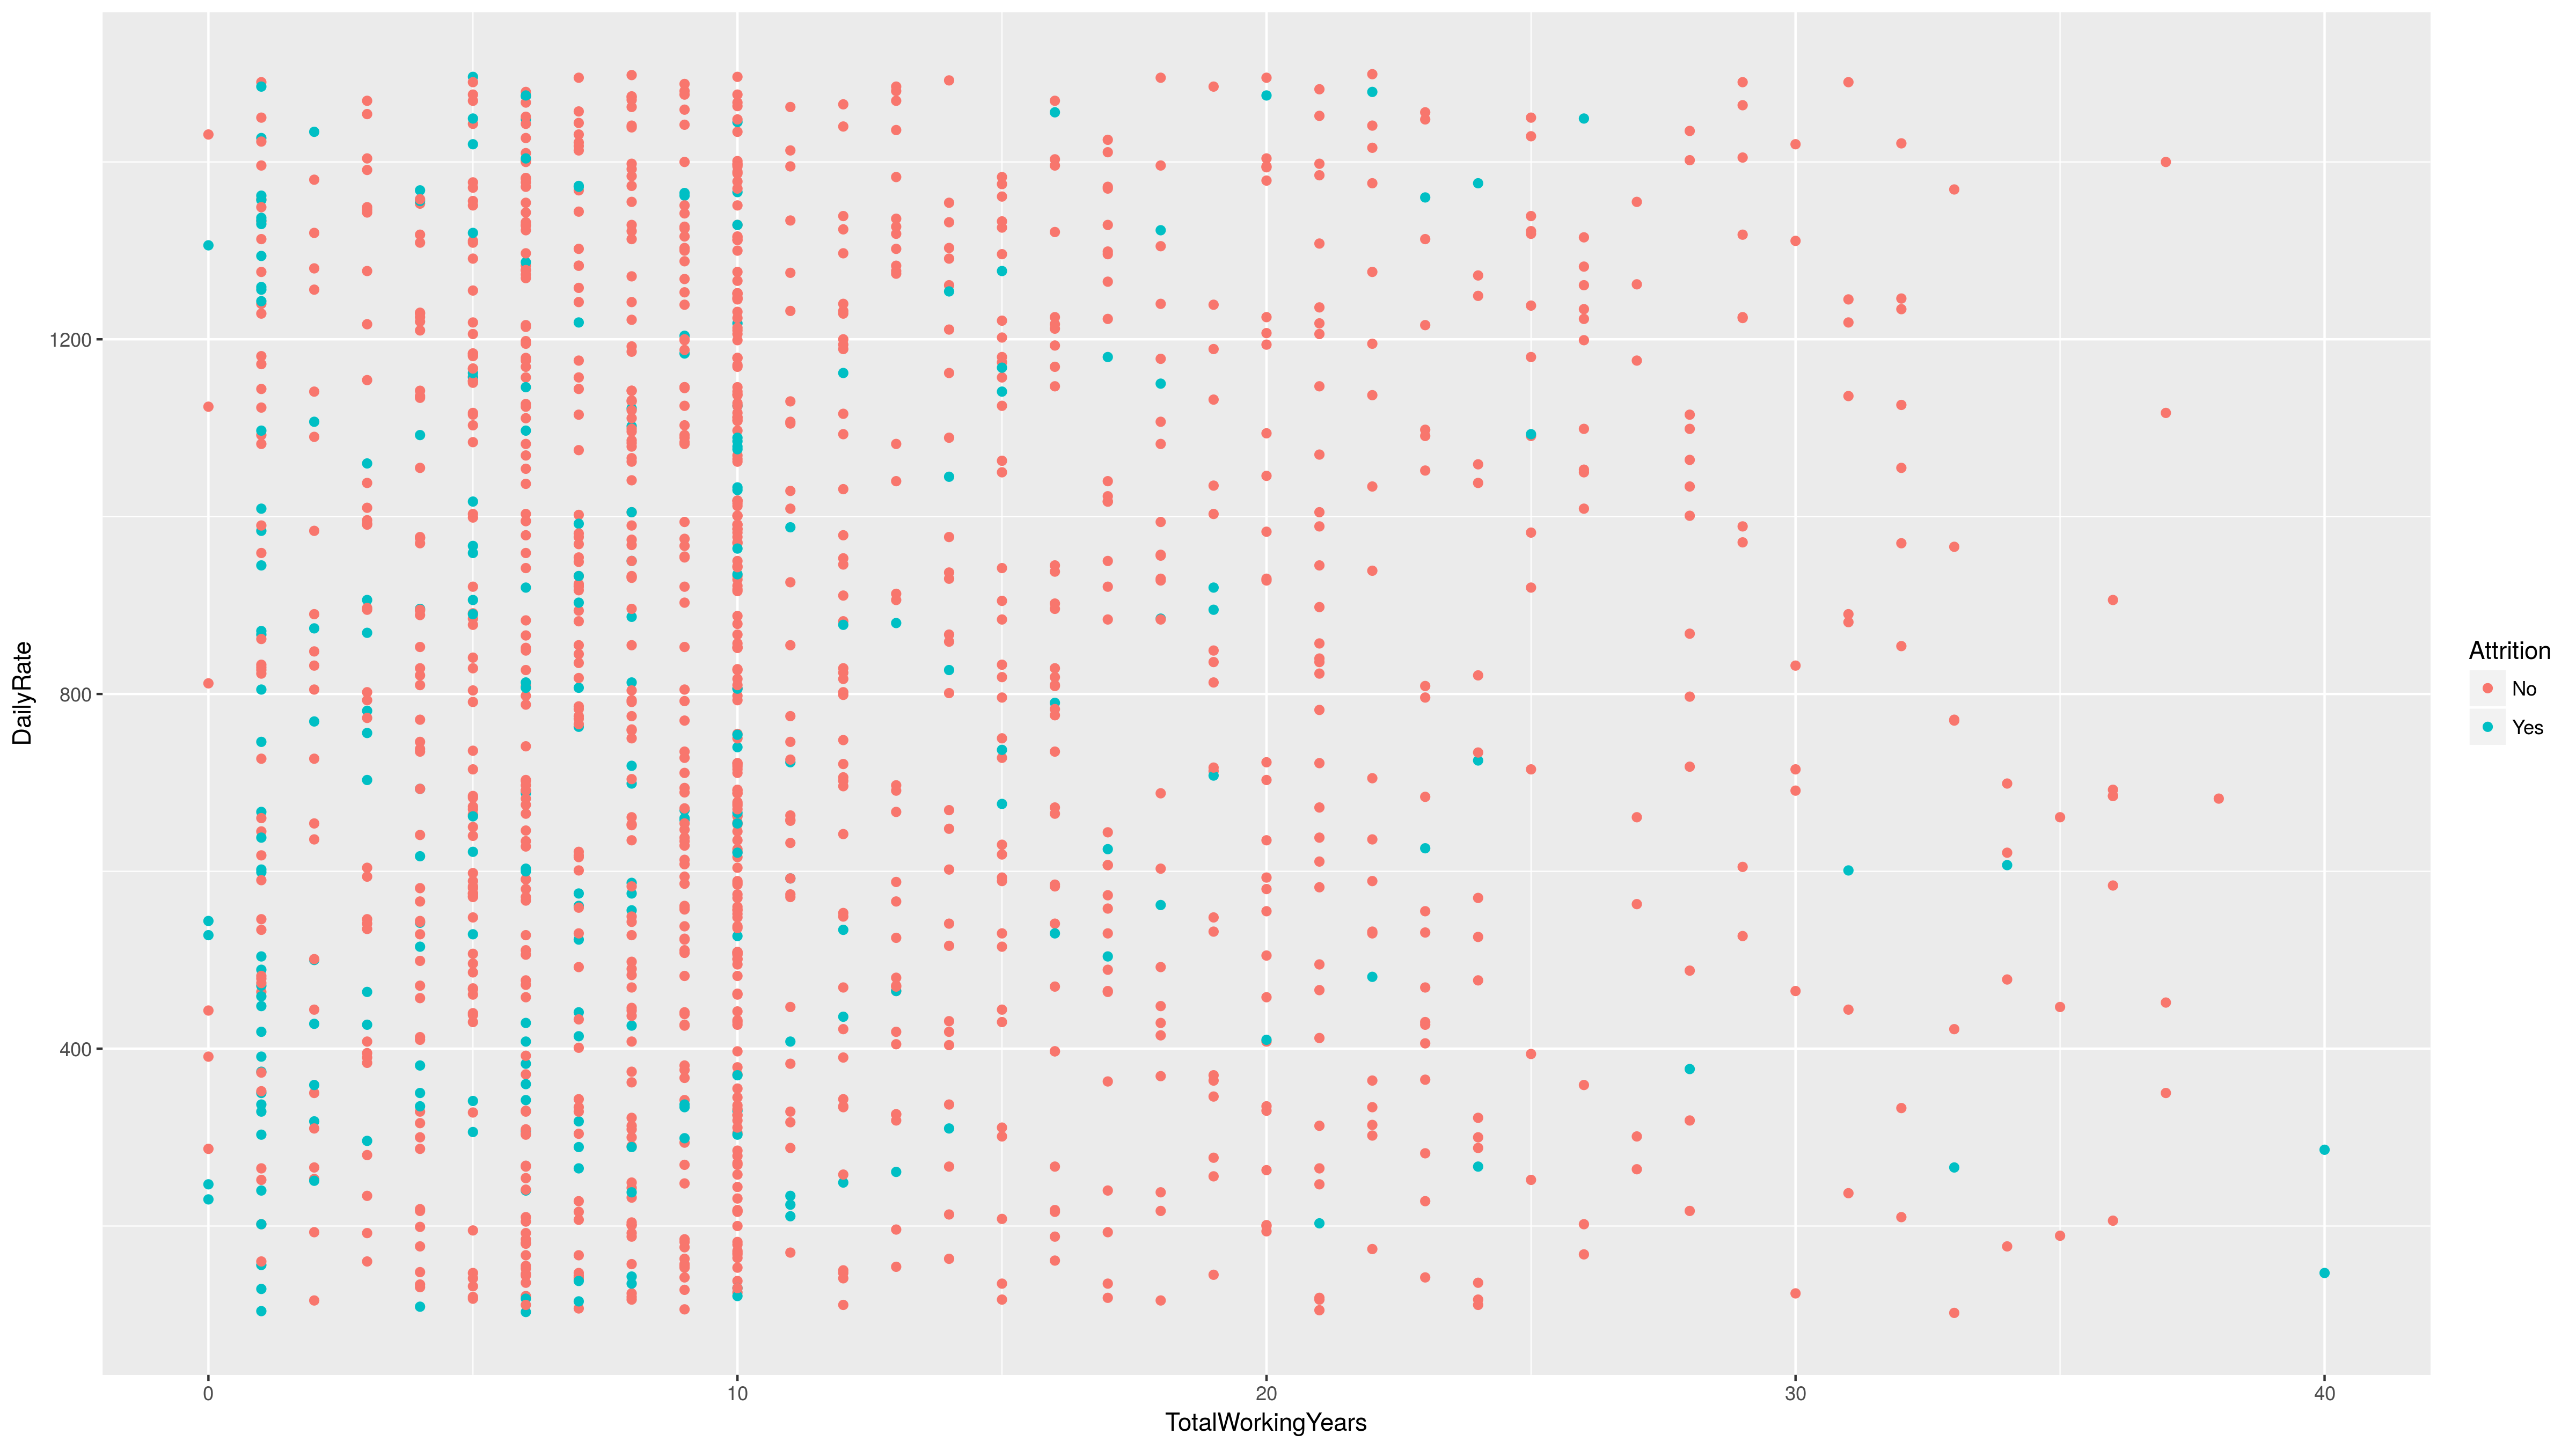 1200
800
400
DailyRate
0 10 20 30 40
TotalWorkingYears
Attrition
No
Yes